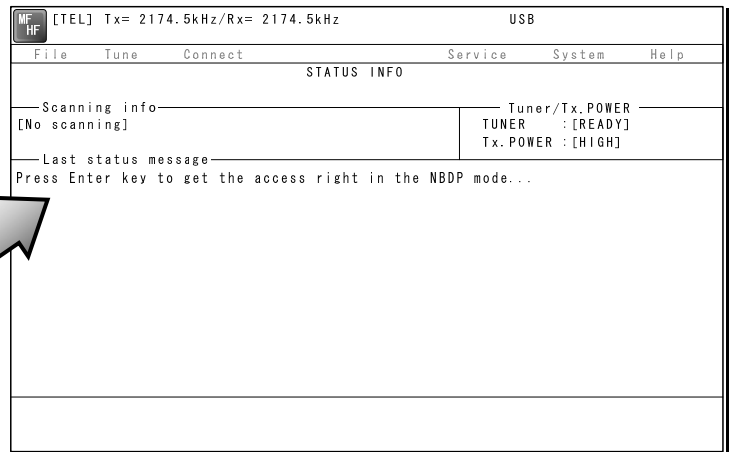 MF
HF
[TEL] Tx= 2174.5kHz/Rx= 2174.5kHz USB
File Tune Connect Service System Help
STATUS INFO
Scanning info
[No scanning]
Tuner/Tx.POWER
TUNER :[READY]
Tx.POWER :[HIGH]
Last status message
Press Enter key to get the access right in the NBDP mode...